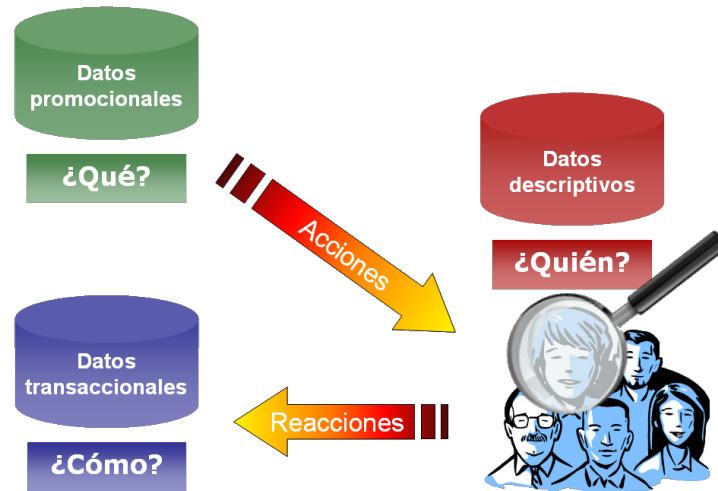 Datos
promocionales
¿Qué?
Datos
descriptivos
¿Quién?
Acciones
Datos
transaccionales
¿Cómo?
Reacciones